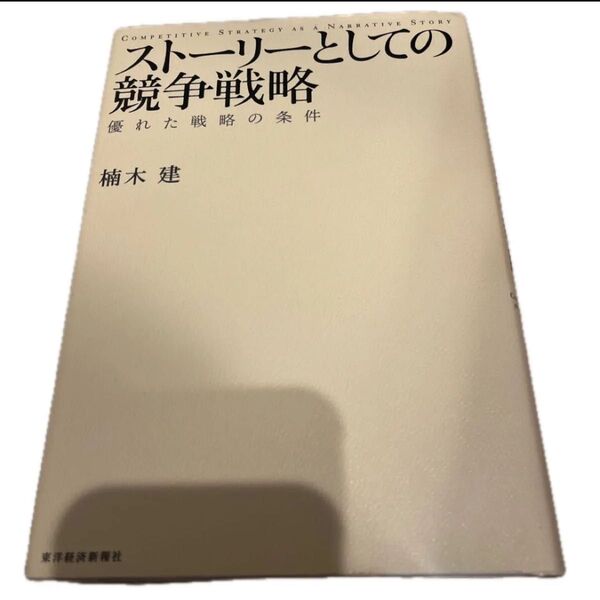 COMPETITIVE STRATEGY AS A NARRATIVE STORY
ストーリーとしての
競争戦略
優れた戦略の条件
楠木 建
東洋経済新報社